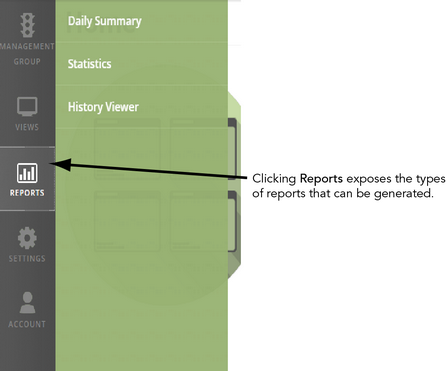 MANAGEMENT
GROUP
VIEWS
REPORTS
SETTINGS
ACCOUNT
Daily Summary
Statistics
History Viewer
Clicking Reports exposes the types
of reports that can be generated.